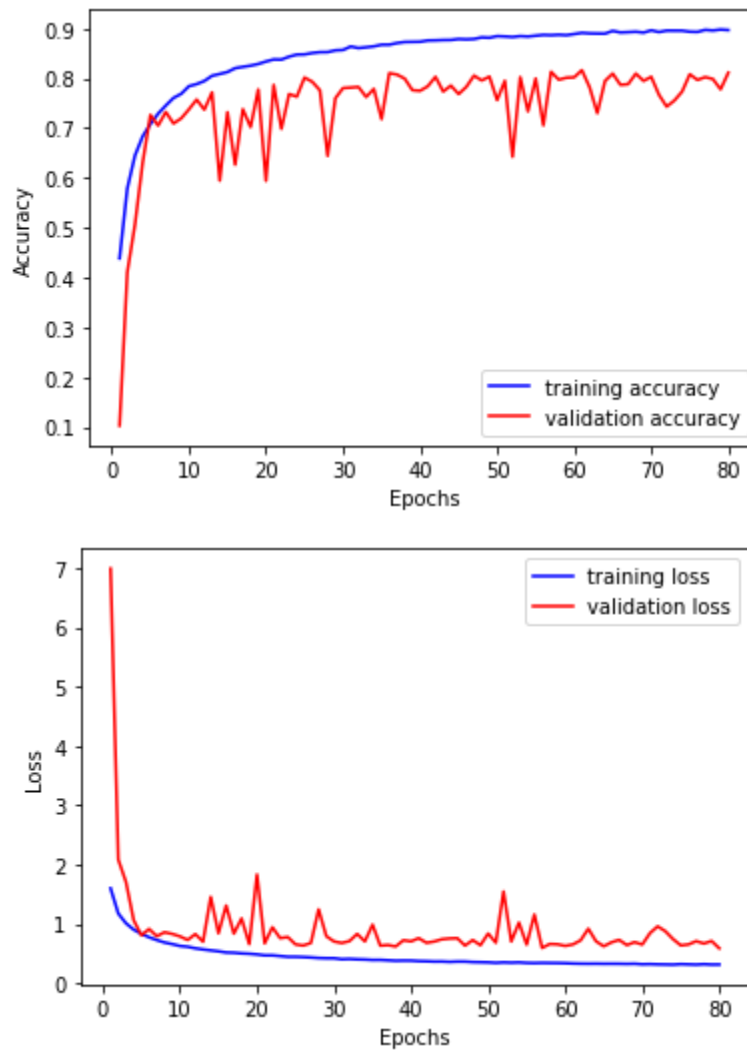 0.9
0.8
0.7
0.6
0.5
0.4
0.3
0.2
0.1
Accuracy
training accuracy
validation accuracy
0 10 20 30 40 50 60 70 80
Epochs
7
6
5
4
3
2
1
0
Loss
training loss
validation loss
0 10 20 30 40 50 60 70 80
Epochs